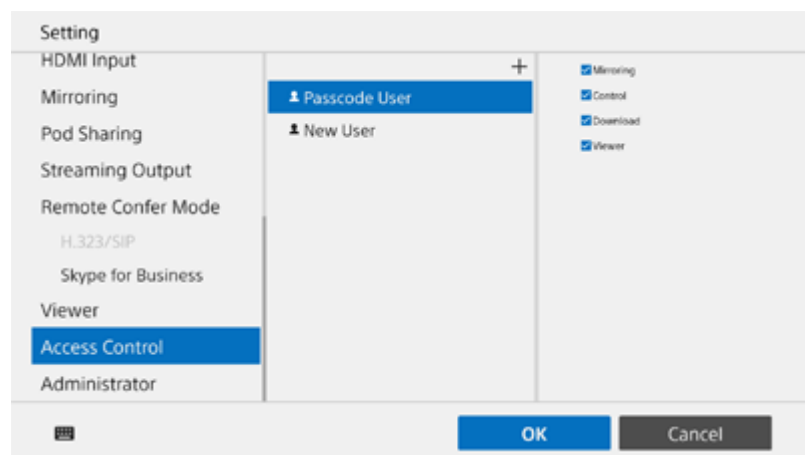 Setting
HDMI Input
Mirroring
Pod Sharing
Streaming Output
Remote Confer Mode
H.323/SIP
Skype for Business
Viewer
Access Control
Administrator
+
Passcode User
New User
Mirroring
Control
Download
Viewer
OK
Cancel